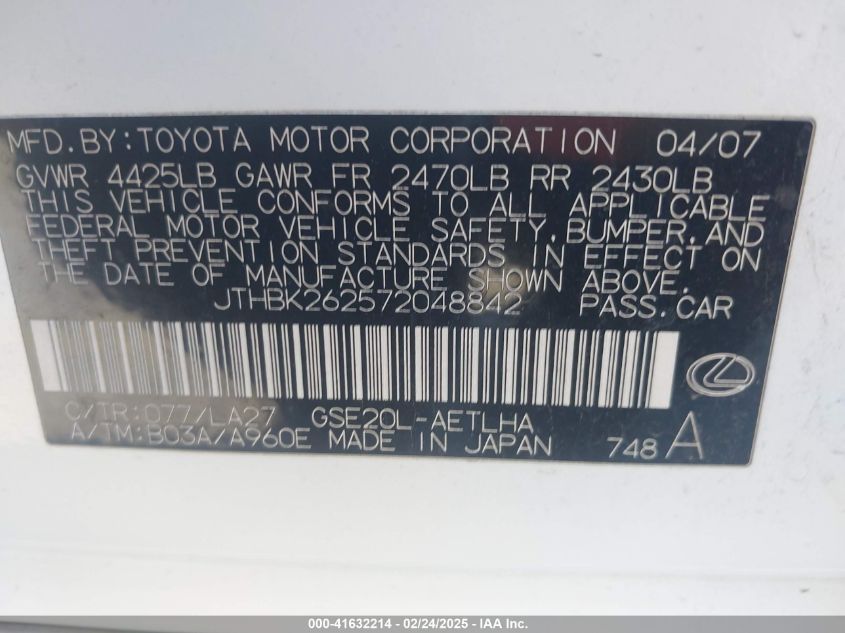 MFD.BY:TOYOTA MOTOR CORPORATION 04/07
GVWR 4425LB GAWR FR 2470LB RR 2430LB
THIS VEHICLE CONFORMS TO ALL APPLICABLE
FEDERAL MOTOR VEHICLE SAFETY,BUMPER,AND
THEFT PREVENTION STANDARDS IN EFFECT ON
THE DATE OF MANUFACTURE SHOWN ABOVE.
JTHBK262572048842 PASS.CAR
C/TR:077/LA27 GSE20L-AETLHA
A/TM:B03A/A960E MADE IN JAPAN 748A
000-41632214 - 02/24/2025 - IAA Inc.